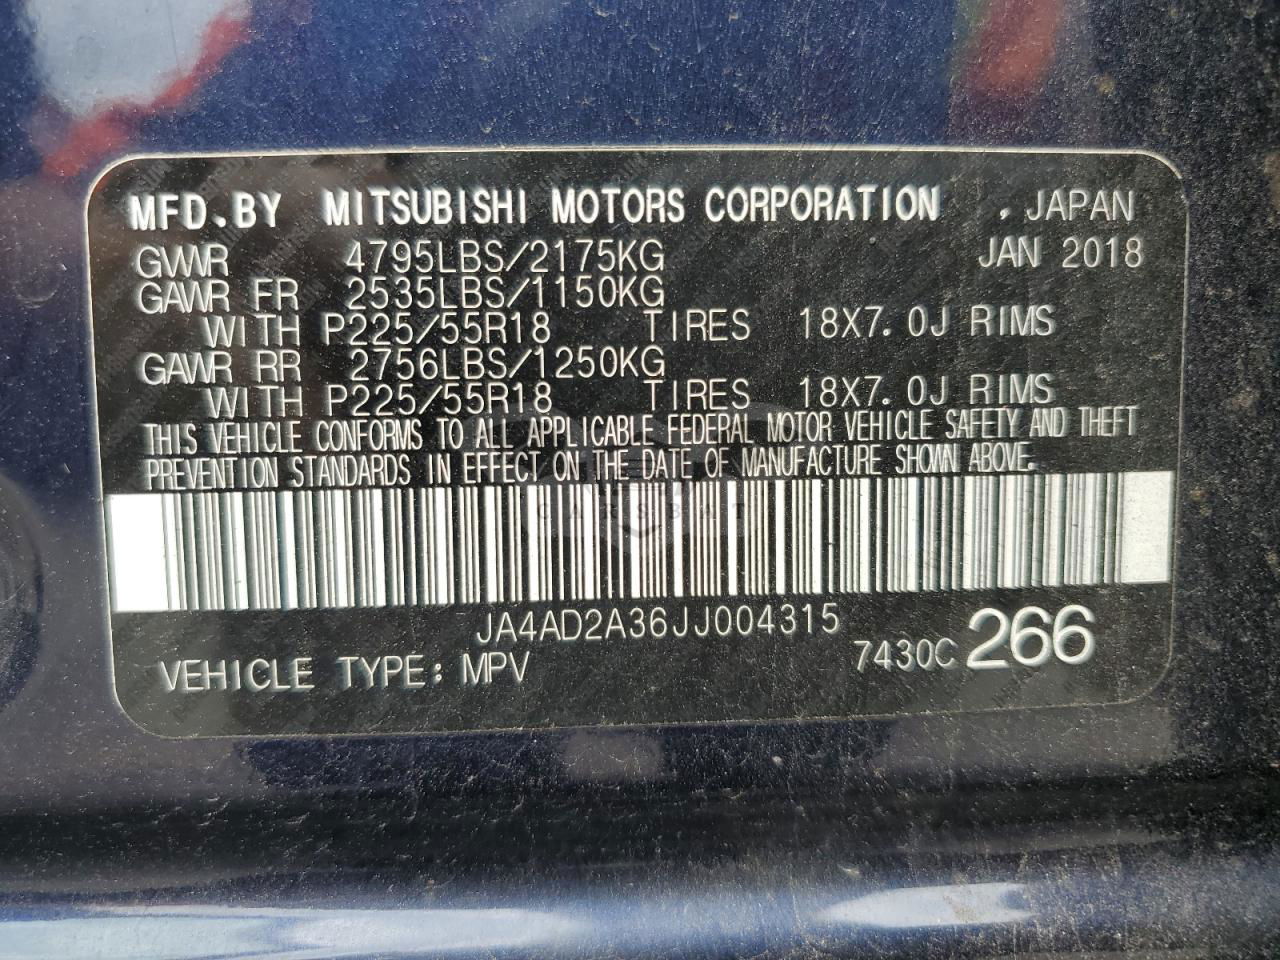 MFD.BY MITSUBISHI MOTORS CORPORATION , JAPAN
GVWR 4795LBS/2175KG JAN 2018
GAWR FR 2535LBS/1150KG
WITH P225/55R18 TIRES 18X7.0J RIMS
GAWR RR 2756LBS/1250KG
WITH P225/55R18 TIRES 18X7.0J RIMS
THIS VEHICLE CONFORMS TO ALL APPLICABLE FEDERAL MOTOR VEHICLE SAFETY AND THEFT
PREVENTION STANDARDS IN EFFECT ON THE DATE OF MANUFACTURE SHOWN ABOVE.
CARSBAT
JA4AD2A36JJ004315
7430C 266
VEHICLE TYPE: MPV